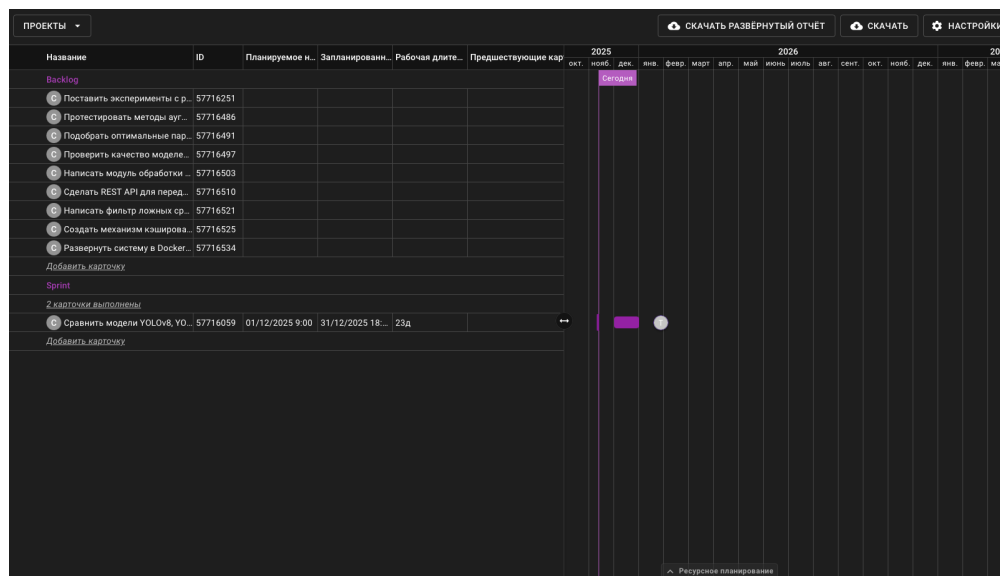 ПРОЕКТЫ
СКАЧАТЬ РАЗВЁРНУТЫЙ ОТЧЁТ СКАЧАТЬ НАСТРОЙКИ
Название ID Планируемое н... Запланированн... Рабочая длите... Предшествующие кар
2025 2026 20
окт. нояб. дек. янв. февр. март апр. май июнь июль авг. сент. окт. нояб. дек. янв. февр. ма
Backlog
Сегодня
С Поставить эксперименты с р... 57716251
С Протестировать методы ауг... 57716486
С Подобрать оптимальные пар... 57716491
С Проверить качество моделе... 57716497
С Написать модуль обработки ... 57716503
С Сделать REST API для перед... 57716510
С Написать фильтр ложных ср... 57716521
С Создать механизм кэширова... 57716525
С Развернуть систему в Docker... 57716534
Добавить карточку
Sprint
2 карточки выполнены
С Сравнить модели YOLOv8, YO... 57716059 01/12/2025 9:00 31/12/2025 18:... 23д
Добавить карточку
Ресурсное планирование